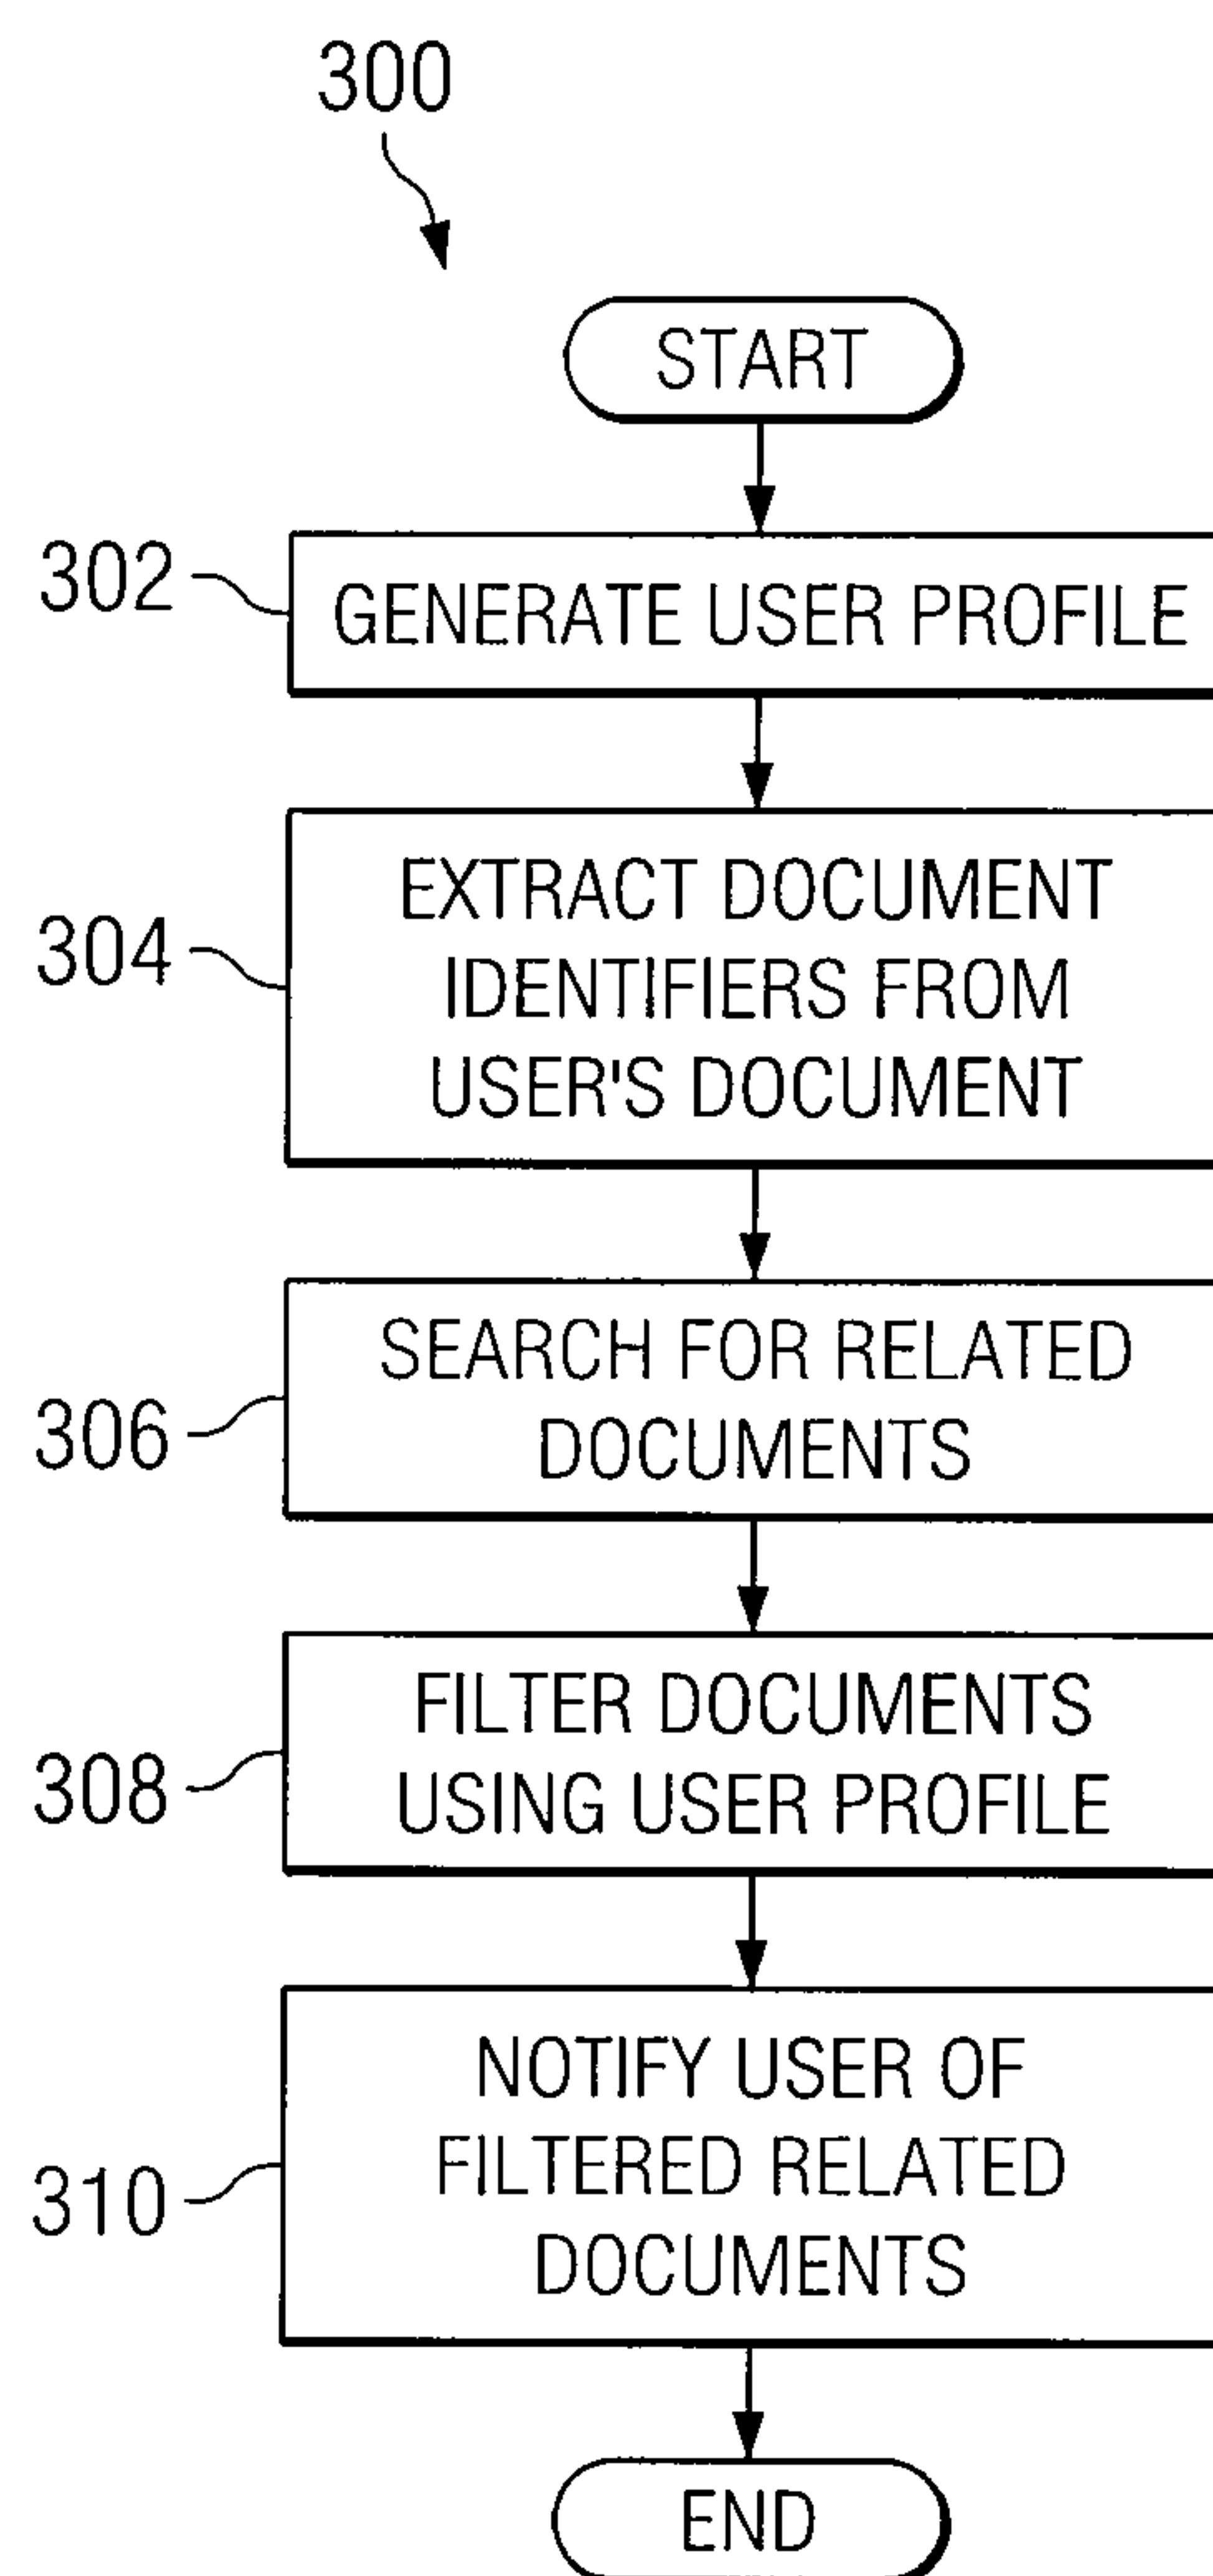 300
START
302
GENERATE USER PROFILE
304
EXTRACT DOCUMENT
IDENTIFIERS FROM
USER'S DOCUMENT
306
SEARCH FOR RELATED
DOCUMENTS
308
FILTER DOCUMENTS
USING USER PROFILE
310
NOTIFY USER OF
FILTERED RELATED
DOCUMENTS
END